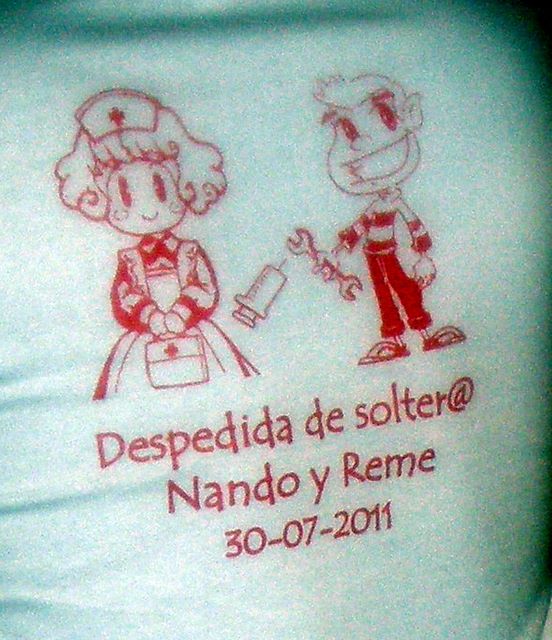 Despedida de solter@
Nando y Reme
30-07-2011